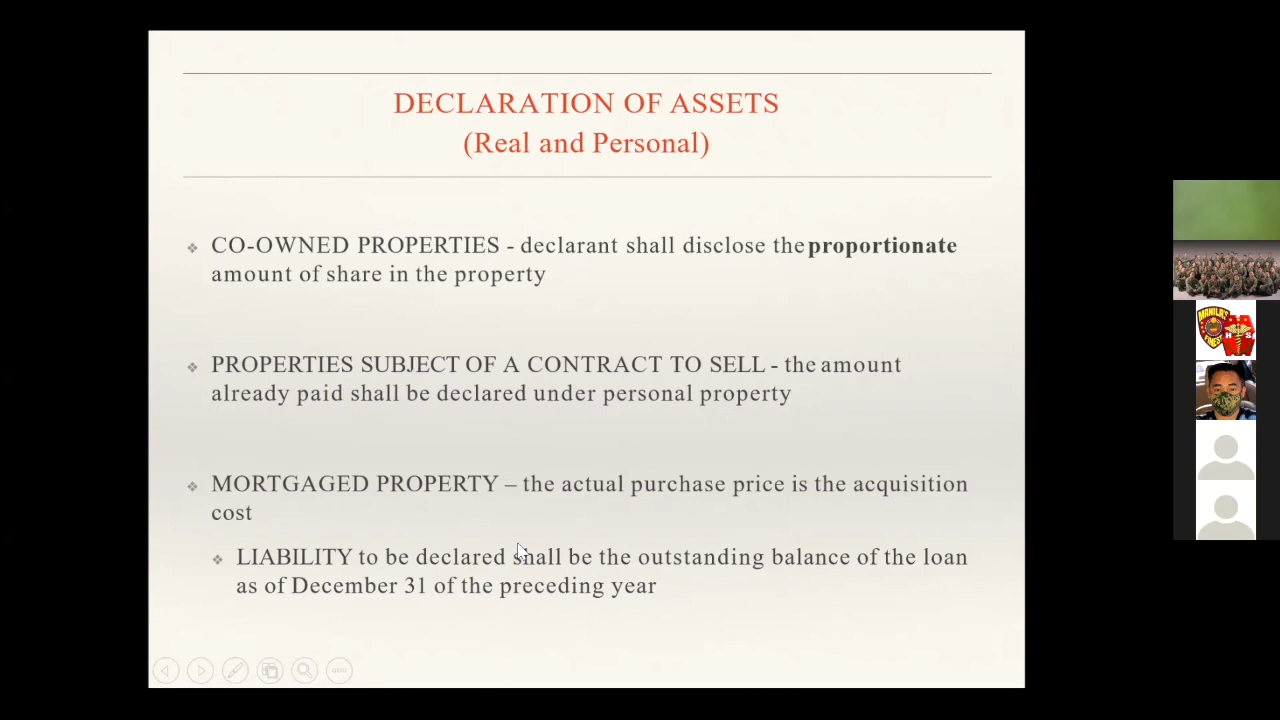 DECLARATION OF ASSETS
(Real and Personal)
CO-OWNED PROPERTIES - declarant shall disclose the proportionate
amount of share in the property
PROPERTIES SUBJECT OF A CONTRACT TO SELL - the amount
already paid shall be declared under personal property
MORTGAGED PROPERTY – the actual purchase price is the acquisition
cost
LIABILITY to be declared shall be the outstanding balance of the loan
as of December 31 of the preceding year
MANILA'S
FINEST